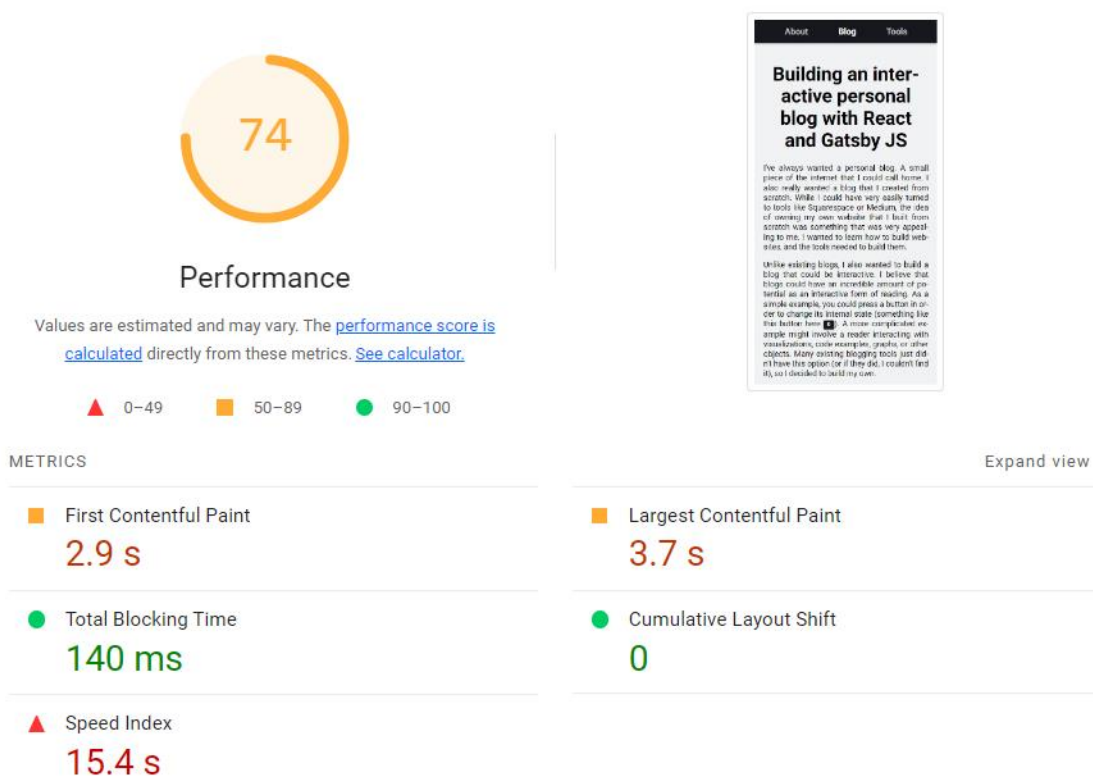 74
Performance
Values are estimated and may vary. The performance score is
calculated directly from these metrics. See calculator.
0–49
50–89
90–100
About Blog Tools
Building an inter-
active personal
blog with React
and Gatsby JS
I've always wanted a personal blog. A small
piece of the internet that I could call home. I
also really wanted a blog that I created from
scratch. While I could have very easily turned
to tools like Squarespace or Medium, the idea
of owning my own website that I built from
scratch was something that was very appeal-
ing to me. I wanted to learn how to build web-
sites, and the tools needed to build them.
Unlike existing blogs, I also wanted to build a
blog that could be interactive. I believe that
blogs could have an incredible amount of po-
tential as an interactive form of reading. As a
simple example, you could press a button in or-
der to change its internal state (something like
this button here ). A more complicated ex-
ample might involve a reader interacting with
visualizations, code examples, graphs, or other
objects. Many existing blogging tools just did-
n't have this option (or if they did, I couldn't find
it), so I decided to build my own.
METRICS
Expand view
First Contentful Paint
2.9 s
Largest Contentful Paint
3.7 s
Total Blocking Time
140 ms
Cumulative Layout Shift
0
Speed Index
15.4 s